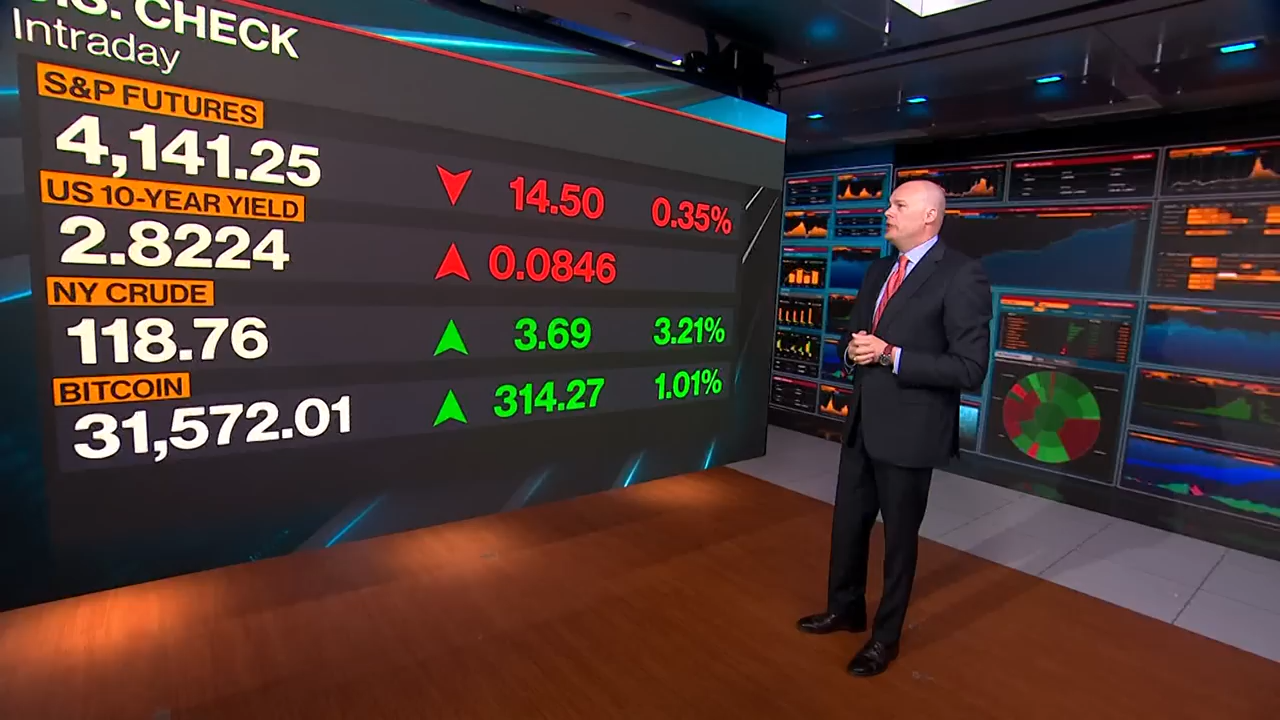 CHECK
Intraday
S&P FUTURES
4,141.25
14.50 0.35%
US 10-YEAR YIELD
2.8224
0.0846
NY CRUDE
118.76
3.69 3.21%
BITCOIN
31,572.01
314.27 1.01%